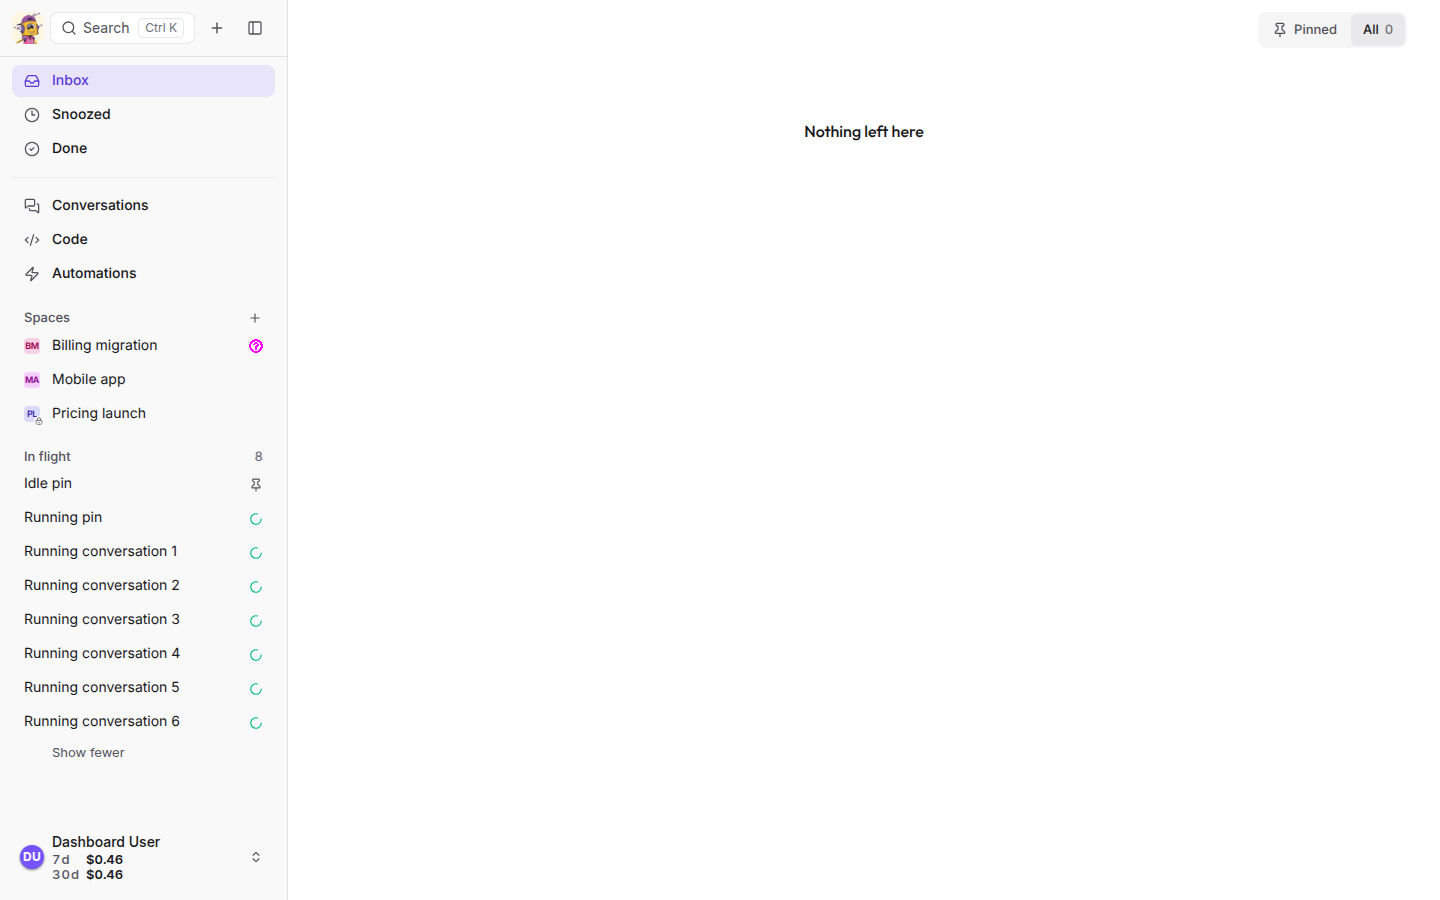 Search Ctrl K
Pinned
All 0
Inbox
Snoozed
Done
Nothing left here
Conversations
Code
Automations
Spaces
BM Billing migration
MA Mobile app
PL Pricing launch
In flight 8
Idle pin
Running pin
Running conversation 1
Running conversation 2
Running conversation 3
Running conversation 4
Running conversation 5
Running conversation 6
Show fewer
DU Dashboard User
7d $0.46
30d $0.46